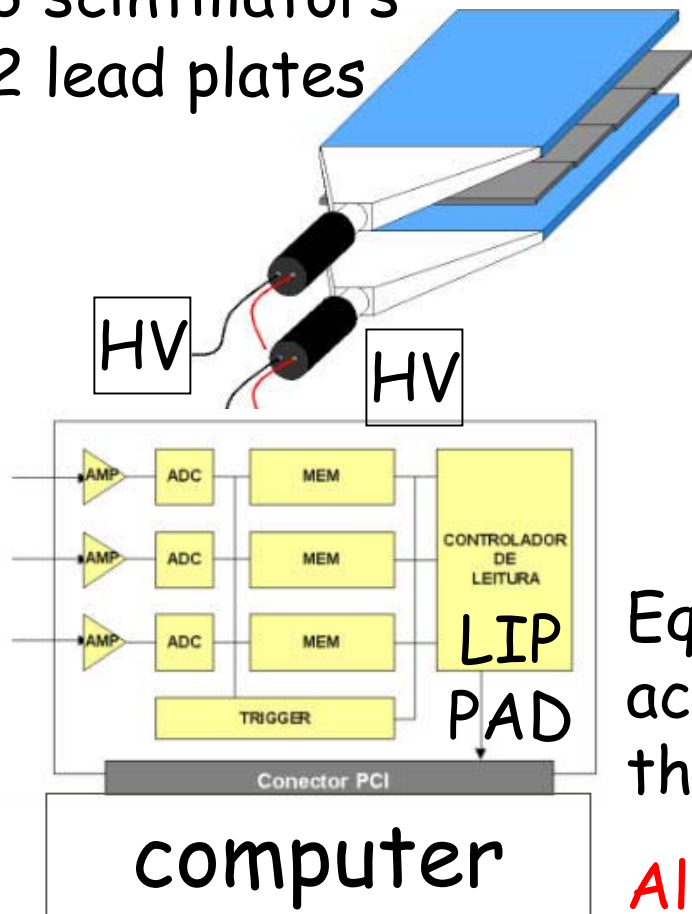 scintillators
2 lead plates
HV
HV
AMP ADC MEM
AMP ADC MEM
AMP ADC MEM
CONTROLADOR
DE
LEITURA
LIP
PAD
TRIGGER
Conector PCI
computer